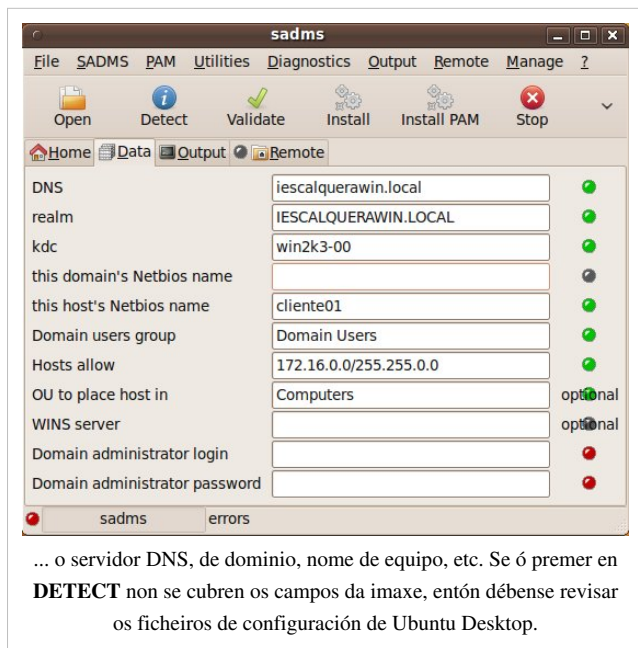 sadms
File SADMS PAM Utilities Diagnostics Output Remote Manage ?
Open Detect Validate Install Install PAM Stop
Home Data Output Remote
DNS iescalquerawin.local
realm IESCALQUERAWIN.LOCAL
kdc win2k3-00
this domain's Netbios name
this host's Netbios name cliente01
Domain users group Domain Users
Hosts allow 172.16.0.0/255.255.0.0
OU to place host in Computers optional
WINS server optional
Domain administrator login
Domain administrator password
sadms errors
... o servidor DNS, de dominio, nome de equipo, etc. Se ó premer en
DETECT non se cubren os campos da imaxe, entón débense revisar
os ficheiros de configuración de Ubuntu Desktop.